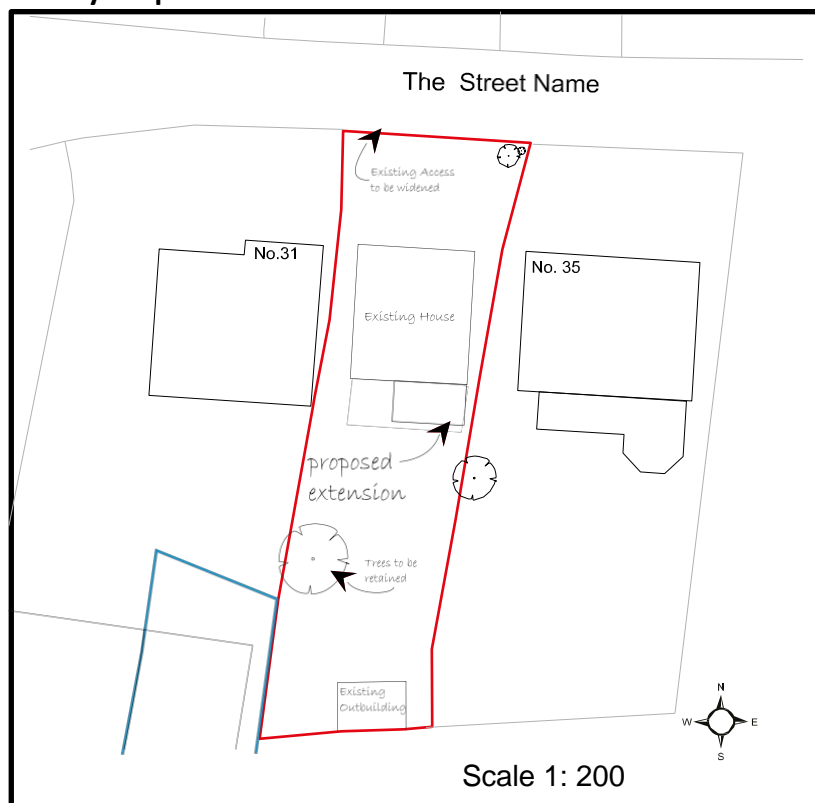 The Street Name
Existing Access
to be widened
No.31
No. 35
Existing House
proposed
extension
Trees to be
retained
Existing
Outbuilding
N
W E
S
Scale 1: 200